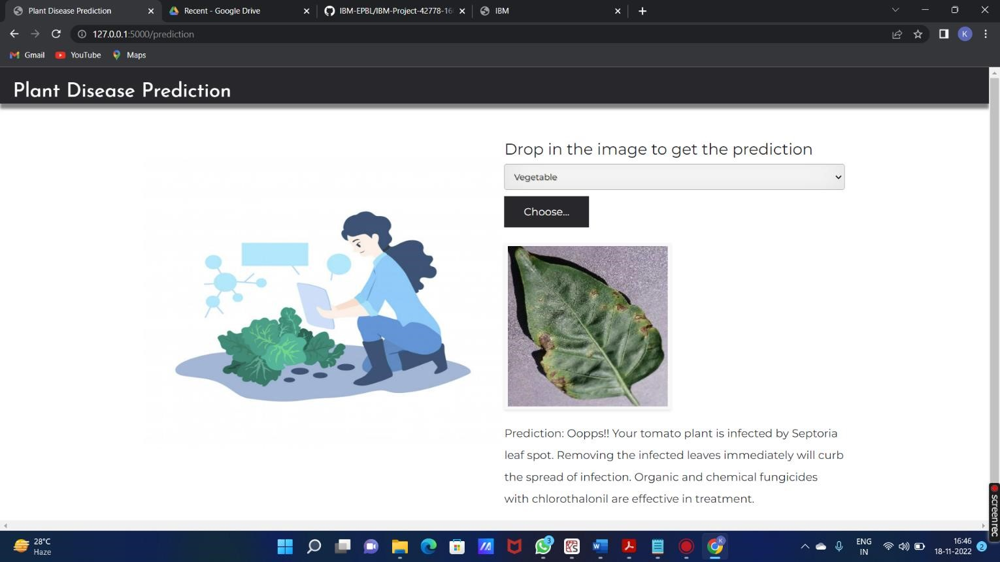 Plant Disease Prediction
Recent - Google Drive
IBM-EPBL/IBM-Project-42778-16
IBM
127.0.0.1:5000/prediction
K
Gmail
YouTube
Maps
Plant Disease Prediction
Drop in the image to get the prediction
Vegetable
Choose...
Prediction: Oopps!! Your tomato plant is infected by Septoria
leaf spot. Removing the infected leaves immediately will curb
the spread of infection. Organic and chemical fungicides
with chlorothalonil are effective in treatment.
screenrec
28°C
Haze
3
K
ENG
IN
16:46
18-11-2022
2